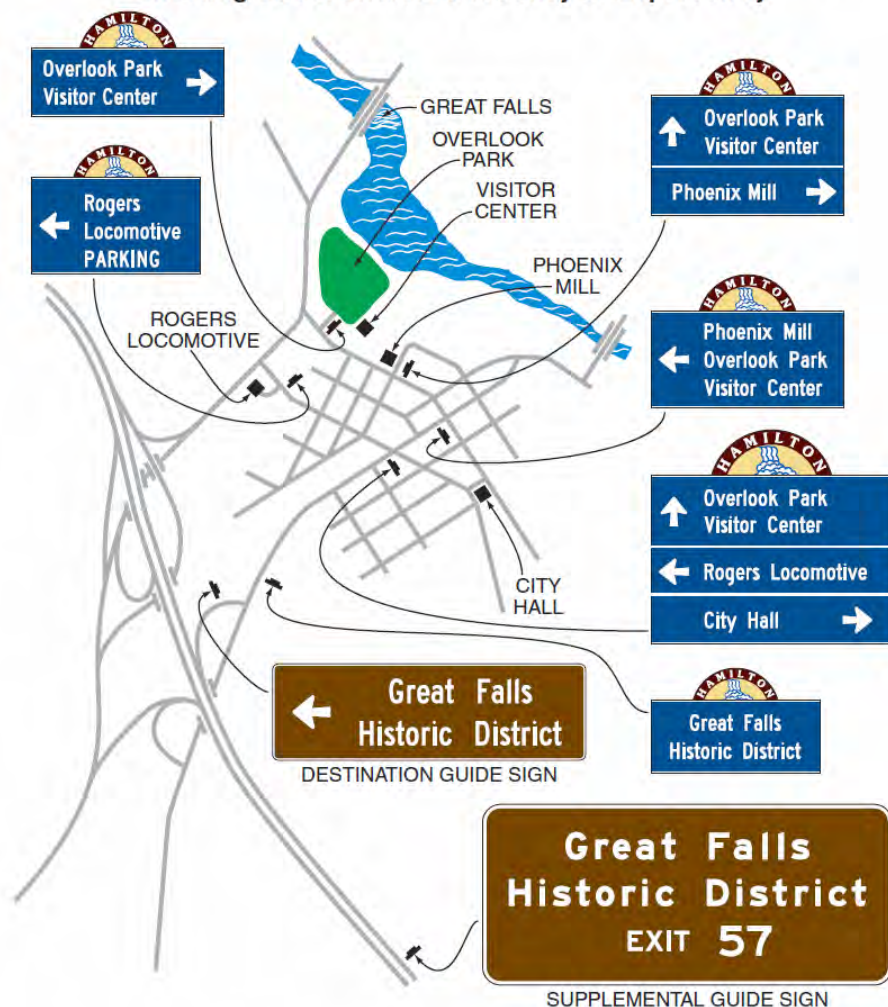 HAMILTON
Overlook Park
Visitor Center
HAMILTON
Rogers
Locomotive
PARKING
GREAT FALLS
OVERLOOK
PARK
VISITOR
CENTER
PHOENIX
MILL
ROGERS
LOCOMOTIVE
CITY
HALL
HAMILTON
Overlook Park
Visitor Center
Phoenix Mill
HAMILTON
Phoenix Mill
Overlook Park
Visitor Center
HAMILTON
Overlook Park
Visitor Center
Rogers Locomotive
City Hall
HAMILTON
Great Falls
Historic District
Great Falls
Historic District
DESTINATION GUIDE SIGN
Great Falls
Historic District
EXIT 57
SUPPLEMENTAL GUIDE SIGN